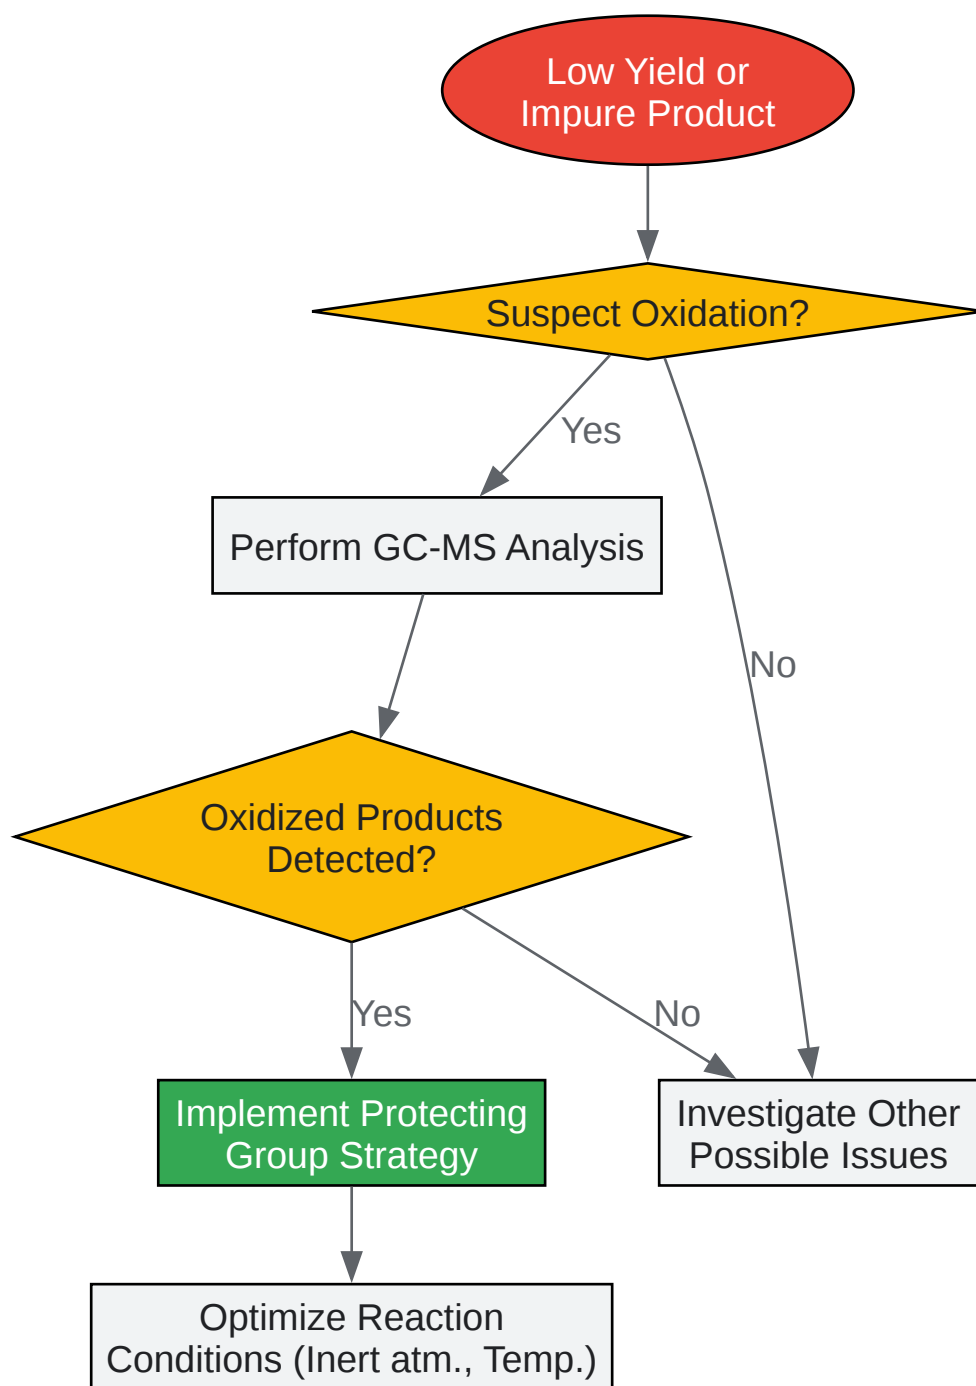 Low Yield or
Impure Product
Suspect Oxidation?
Yes
Perform GC-MS Analysis
No
Oxidized Products
Detected?
Yes
No
Implement Protecting
Group Strategy
Investigate Other
Possible Issues
Optimize Reaction
Conditions (Inert atm., Temp.)